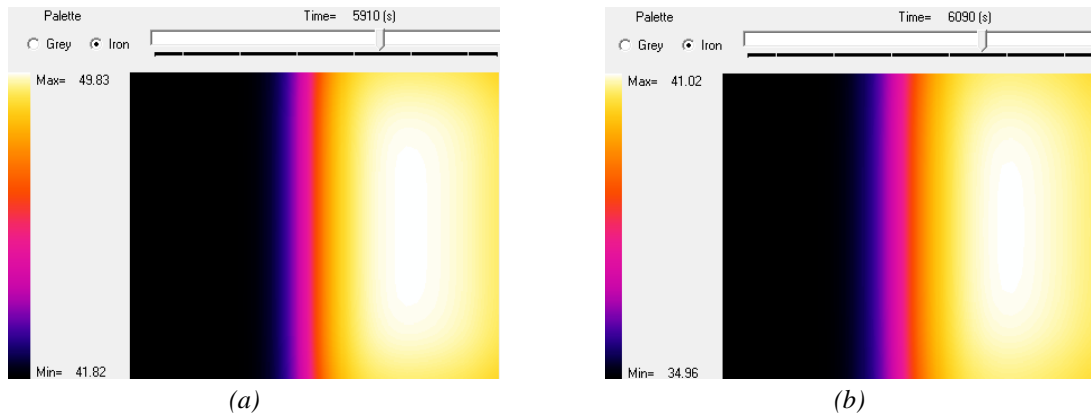 Palette
Time= 5910 (s)
Grey Iron
Max= 49.83
Min= 41.82
(a)
Palette
Time= 6090 (s)
Grey Iron
Max= 41.02
Min= 34.96
(b)